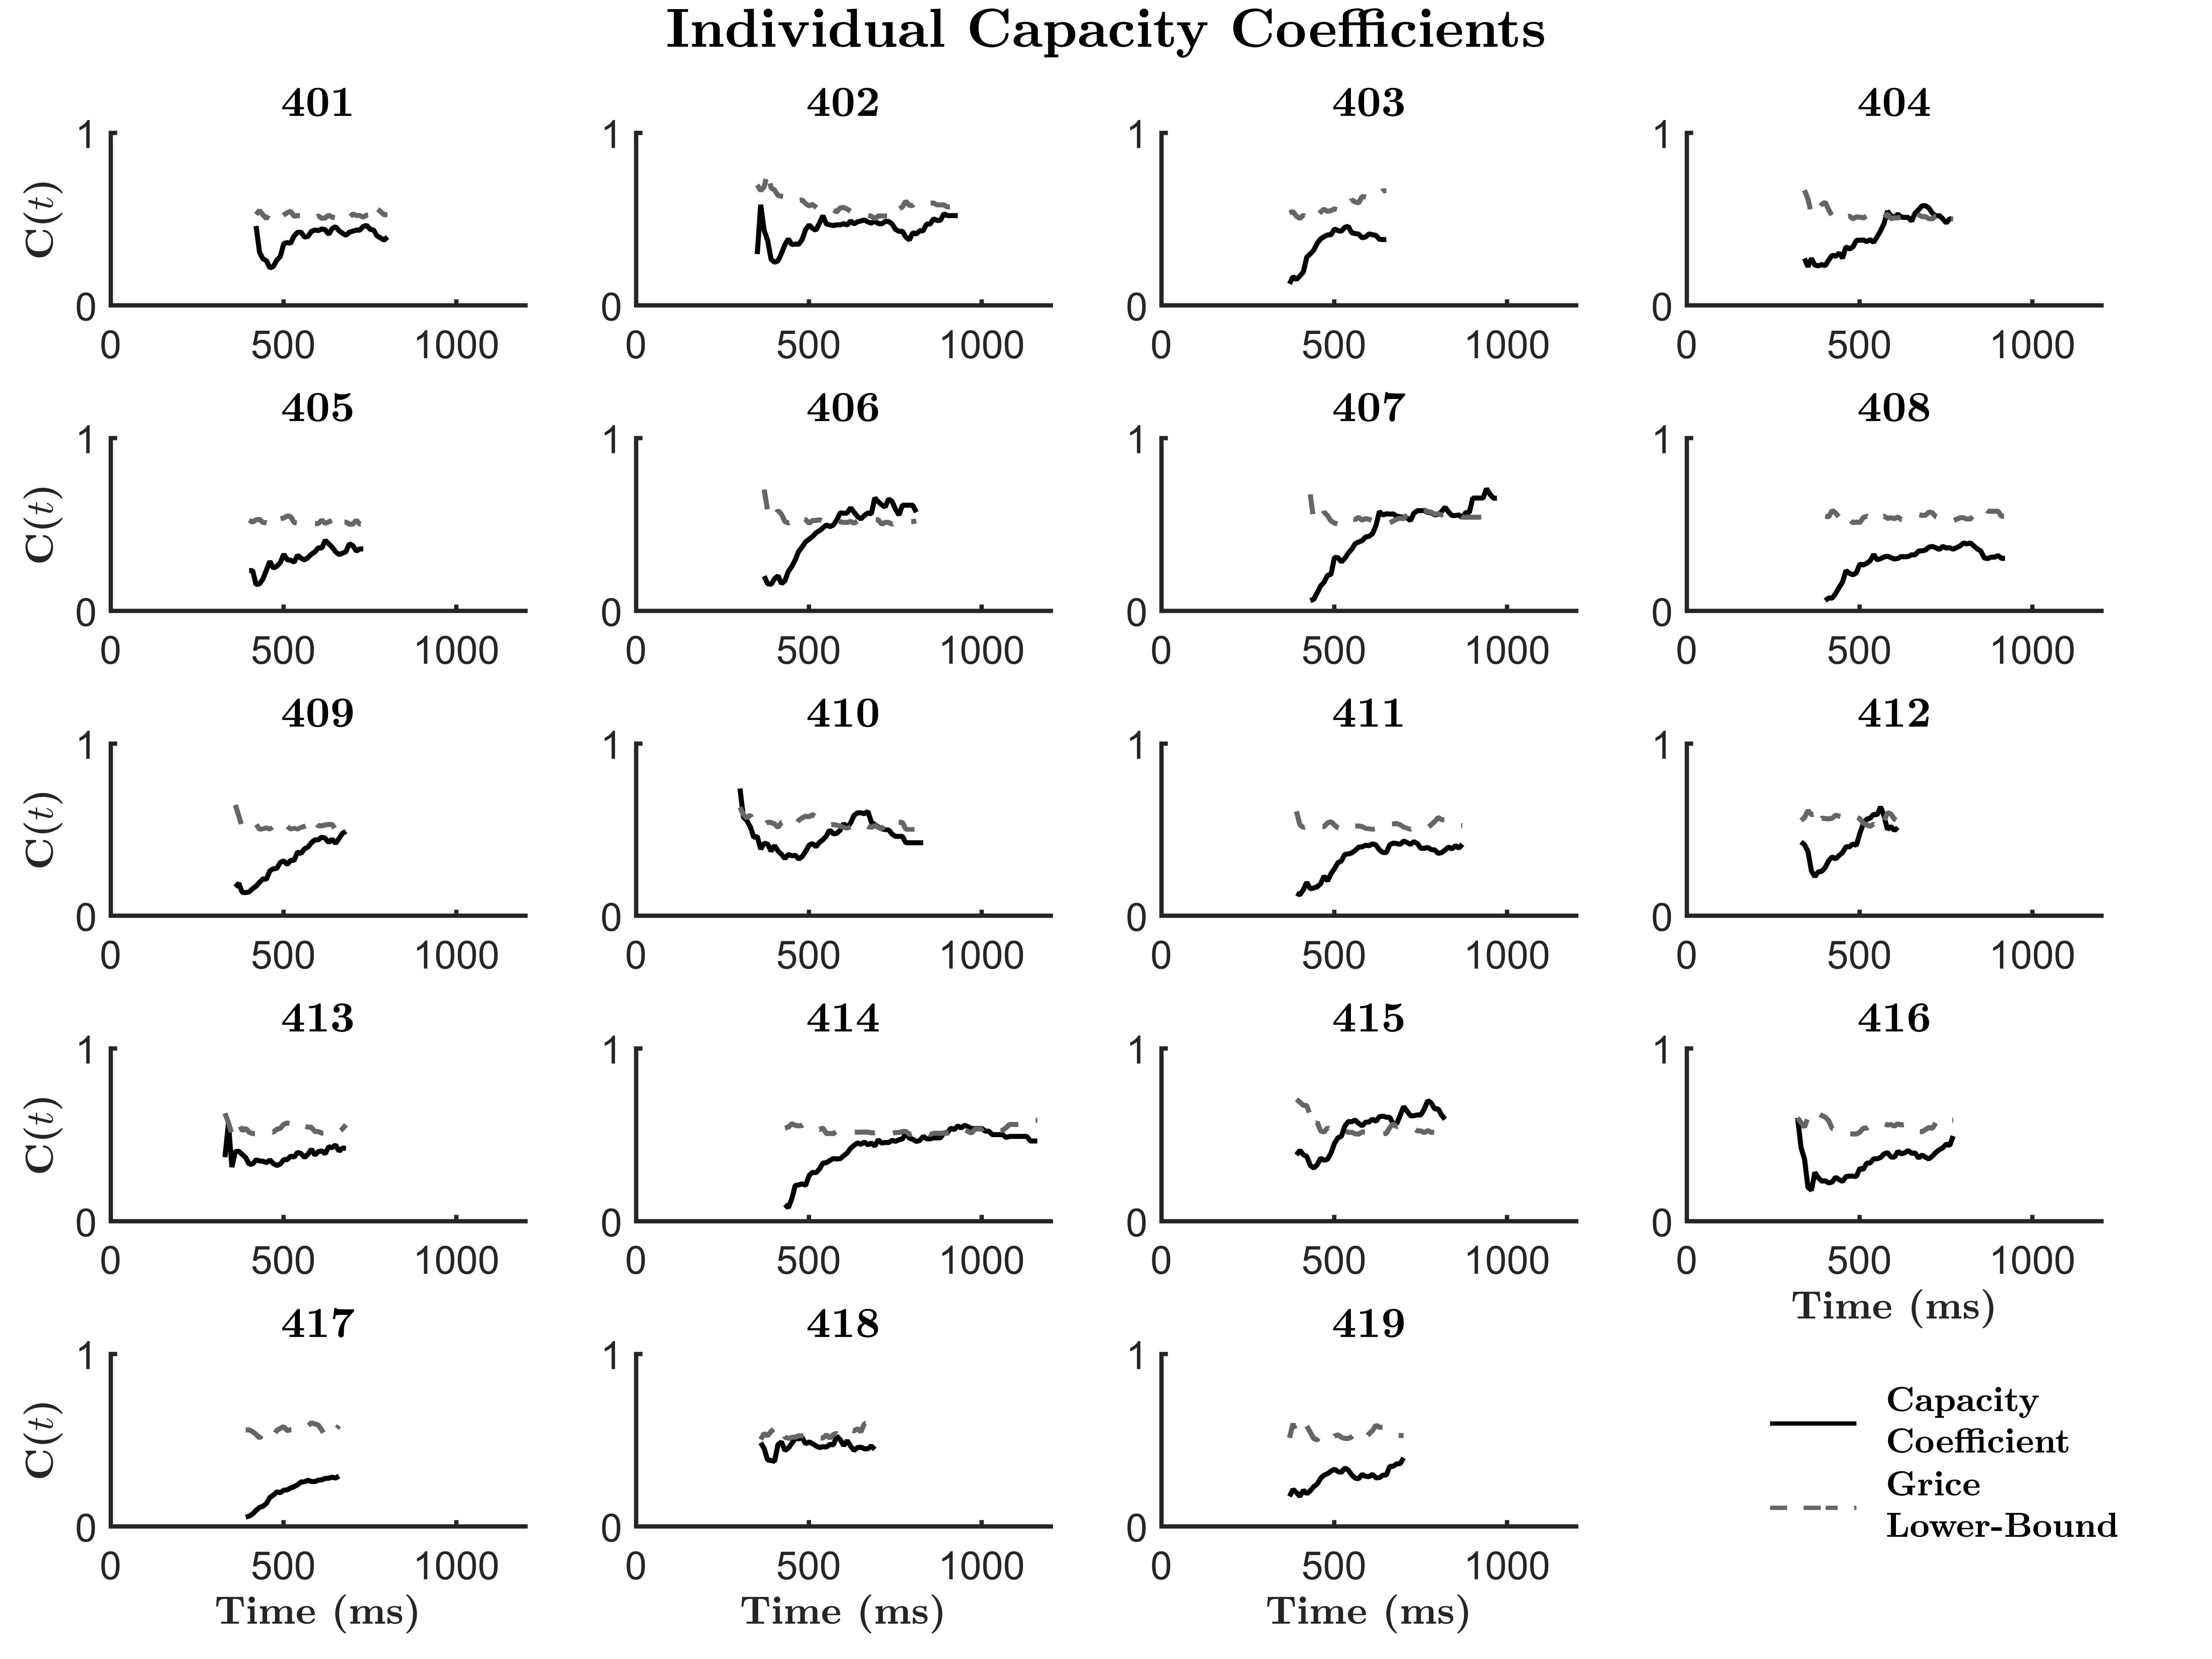 Individual Capacity Coefficients
401 402 403 404
1 1 1 1
C(t)
0 0 0 0
0 500 1000 0 500 1000 0 500 1000 0 500 1000
405 406 407 408
1 1 1 1
C(t)
0 0 0 0
0 500 1000 0 500 1000 0 500 1000 0 500 1000
409 410 411 412
1 1 1 1
C(t)
0 0 0 0
0 500 1000 0 500 1000 0 500 1000 0 500 1000
413 414 415 416
1 1 1 1
C(t)
0 0 0 0
0 500 1000 0 500 1000 0 500 1000 0 500 1000
Time (ms)
417 418 419
1 1 1
C(t)
0 0 0
0 500 1000 0 500 1000 0 500 1000
Time (ms) Time (ms) Time (ms)
Capacity
Coefficient
Grice
Lower-Bound